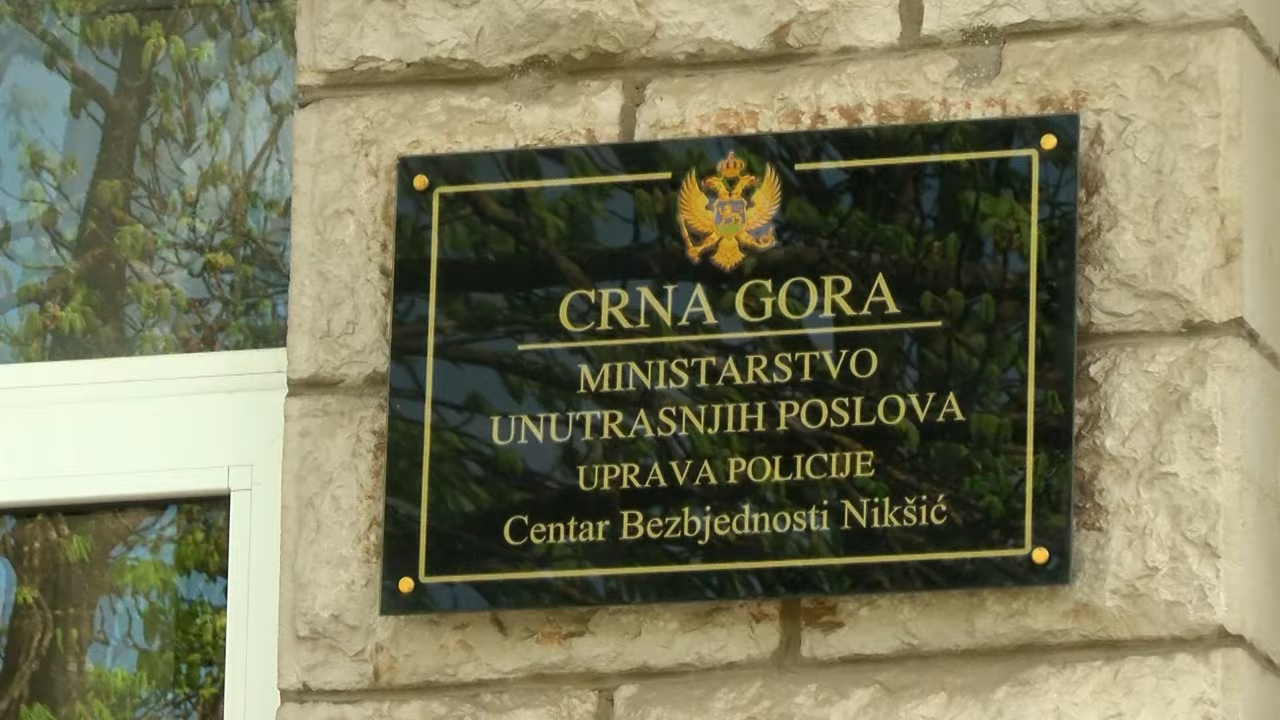 CRNA GORA
MINISTARSTVO
UNUTRASNJIH POSLOVA
UPRAVA POLICIJE
Centar Bezbjednosti Nikšić